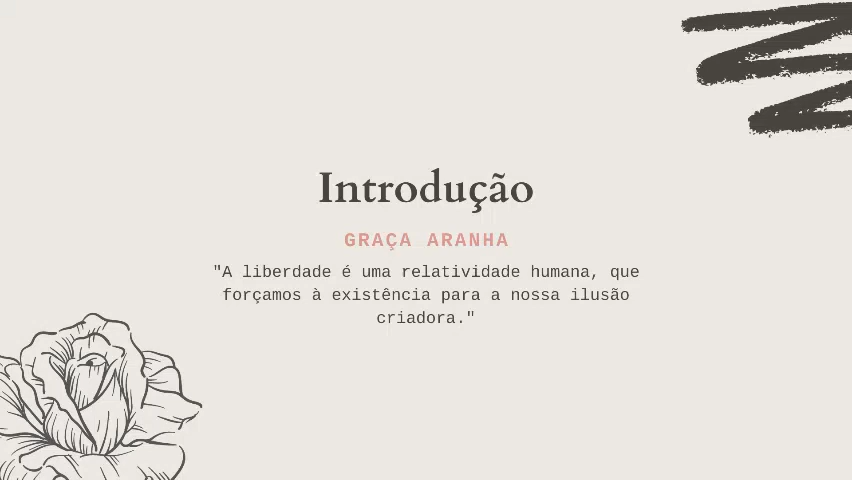 Introdução
GRAÇA ARANHA
"A liberdade é uma relatividade humana, que
forçamos à existência para a nossa ilusão
criadora."